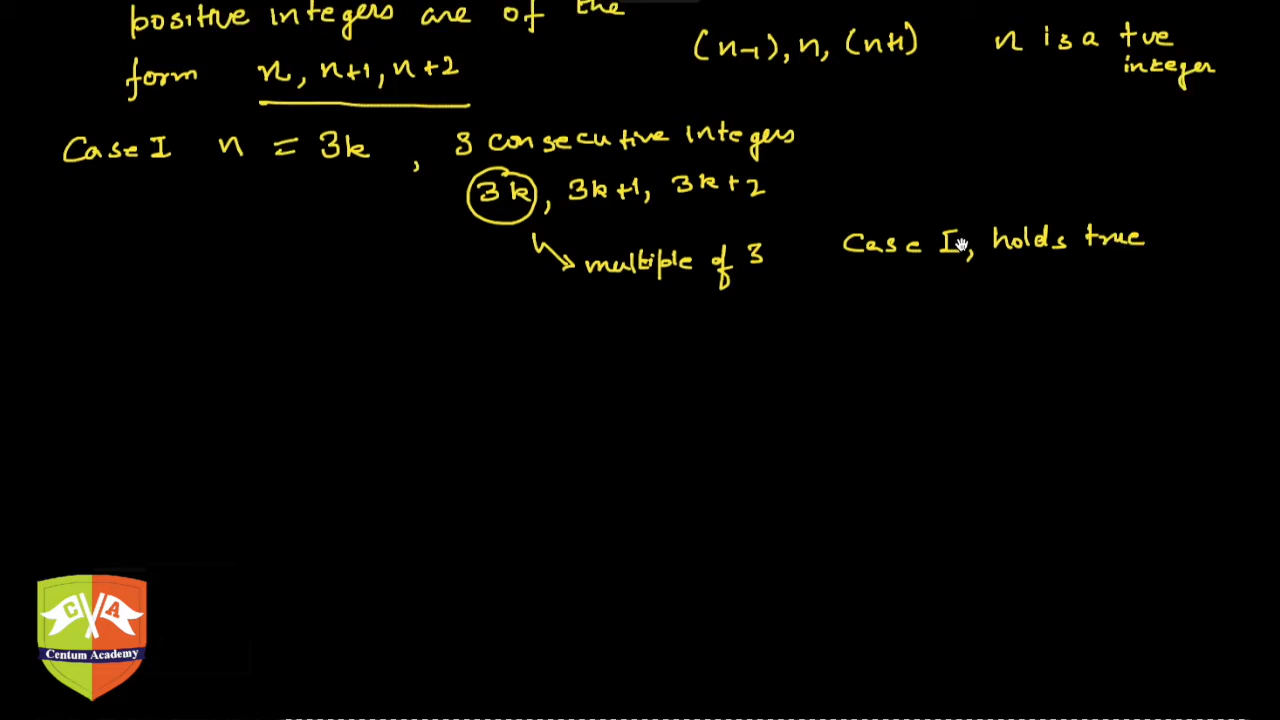 positive integers are of the
form n, n+1, n+2
(n-1), n, (n+1) n is a +ve
integer
Case I n = 3k , 3 consecutive integers
3k, 3k+1, 3k+2
multiple of 3
Case I, holds true
C A
Centum Academy